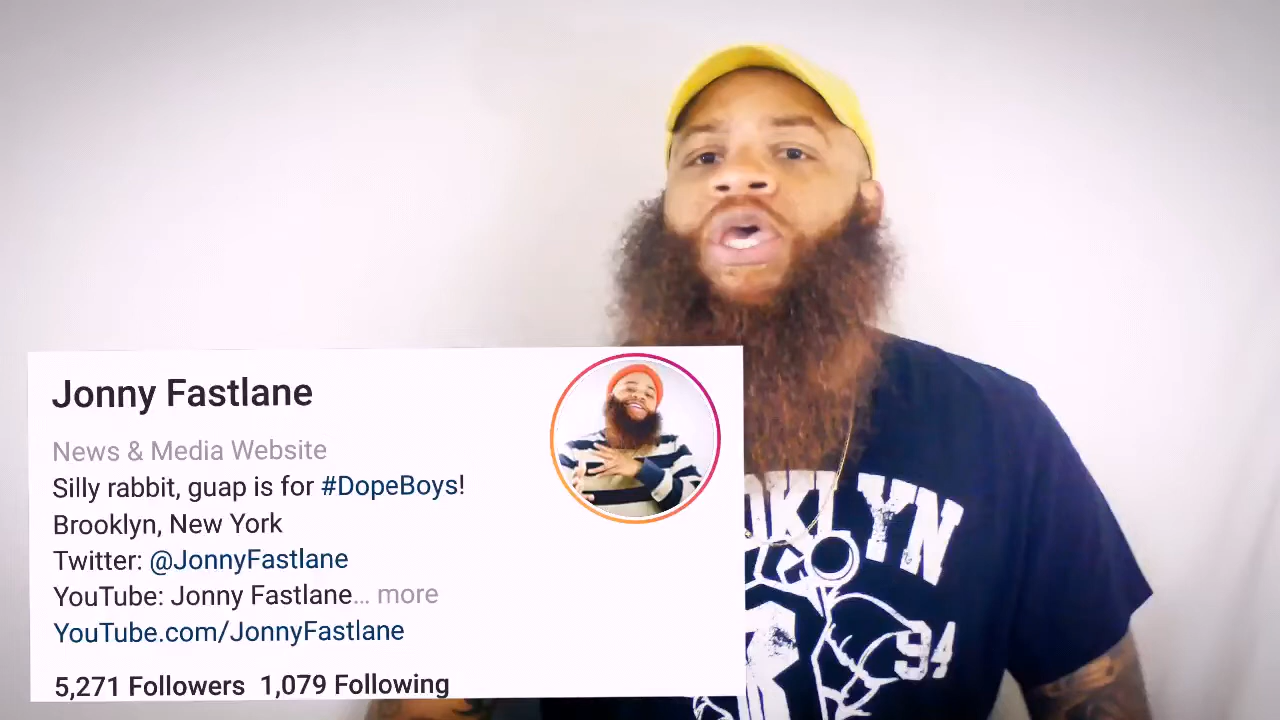 Jonny Fastlane
News & Media Website
Silly rabbit, guap is for #DopeBoys!
Brooklyn, New York
Twitter: @JonnyFastlane
YouTube: Jonny Fastlane... more
YouTube.com/JonnyFastlane
5,271 Followers 1,079 Following
OKLYN
94